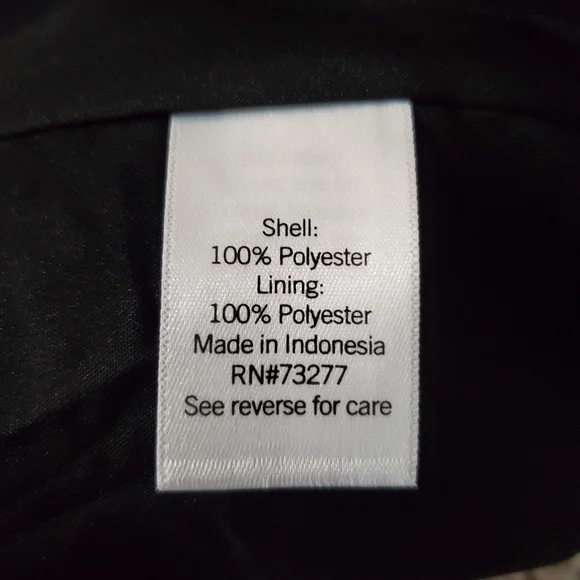 Shell:
100% Polyester
Lining:
100% Polyester
Made in Indonesia
RN#73277
See reverse for care